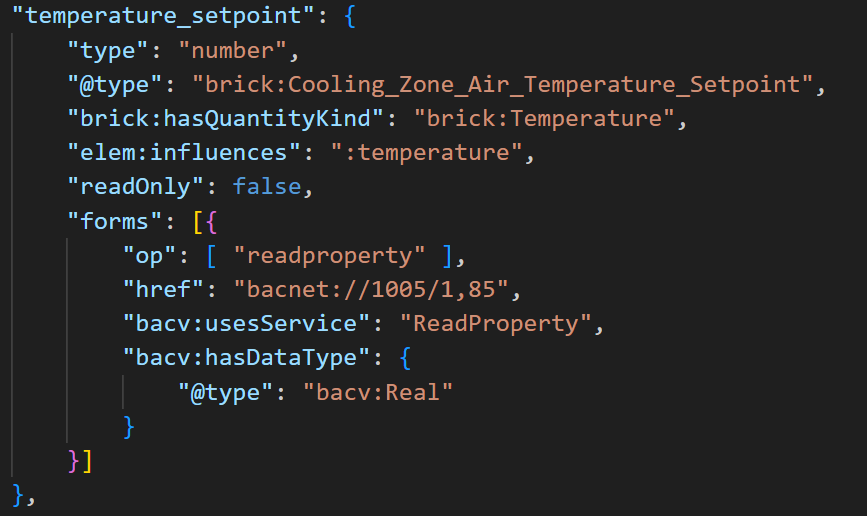 "temperature_setpoint": {
    "type": "number",
    "@type": "brick:Cooling_Zone_Air_Temperature_Setpoint",
    "brick:hasQuantityKind": "brick:Temperature",
    "elem:influences": ":temperature",
    "readOnly": false,
    "forms": [{
        "op": [ "readproperty" ],
        "href": "bacnet://1005/1,85",
        "bacv:usesService": "ReadProperty",
        "bacv:hasDataType": {
            "@type": "bacv:Real"
        }
    }]
},